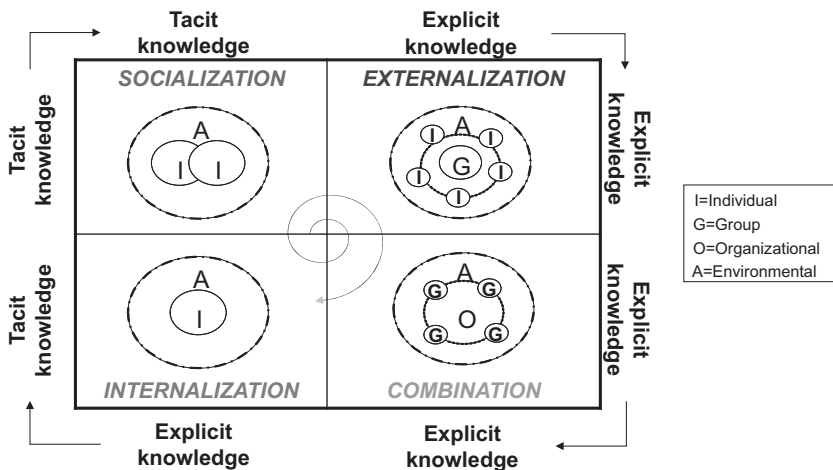 Tacit
knowledge
Explicit
knowledge
SOCIALIZATION
EXTERNALIZATION
Tacit
knowledge
A
I I
A
I I
G
I I
I
Explicit
knowledge
I=Individual
G=Group
O=Organizational
A=Environmental
Tacit
knowledge
A
I
A
G G
O
G G
Explicit
knowledge
INTERNALIZATION
COMBINATION
Explicit
knowledge
Explicit
knowledge